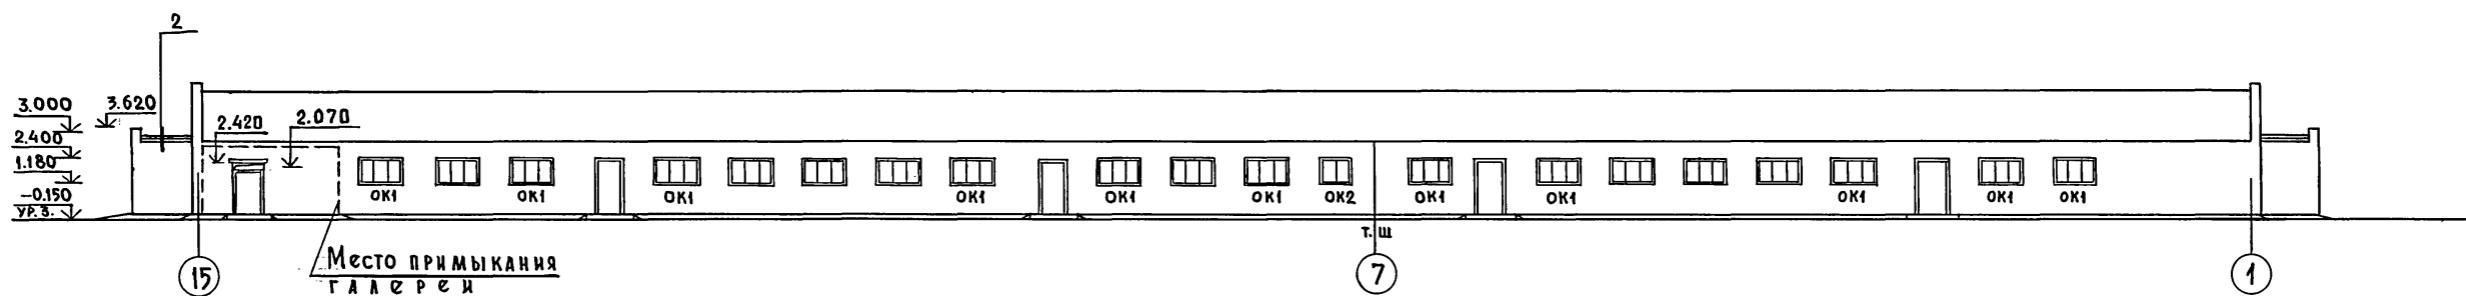 2
3.000
3.620
2.400
2.420
2.070
1.180
-0.150
УР. З.
ОК1
ОК1
ОК1
ОК1
ОК1
ОК1
ОК2
ОК1
ОК1
ОК1
ОК1
ОК1
т. ш
Место примыкания
галереи
15
7
1